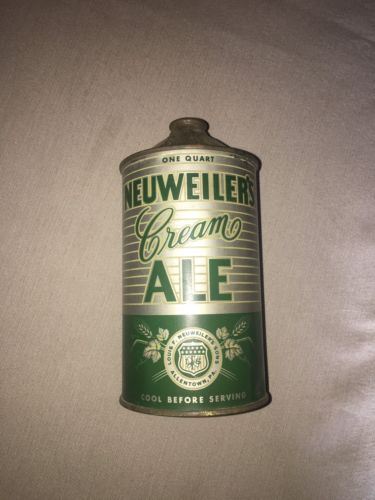 ONE QUART
NEUWEILER'S
Cream
ALE
LOUIS F. NEUWEILER'S SONS
ALLENTOWN, PA.
COOL BEFORE SERVING